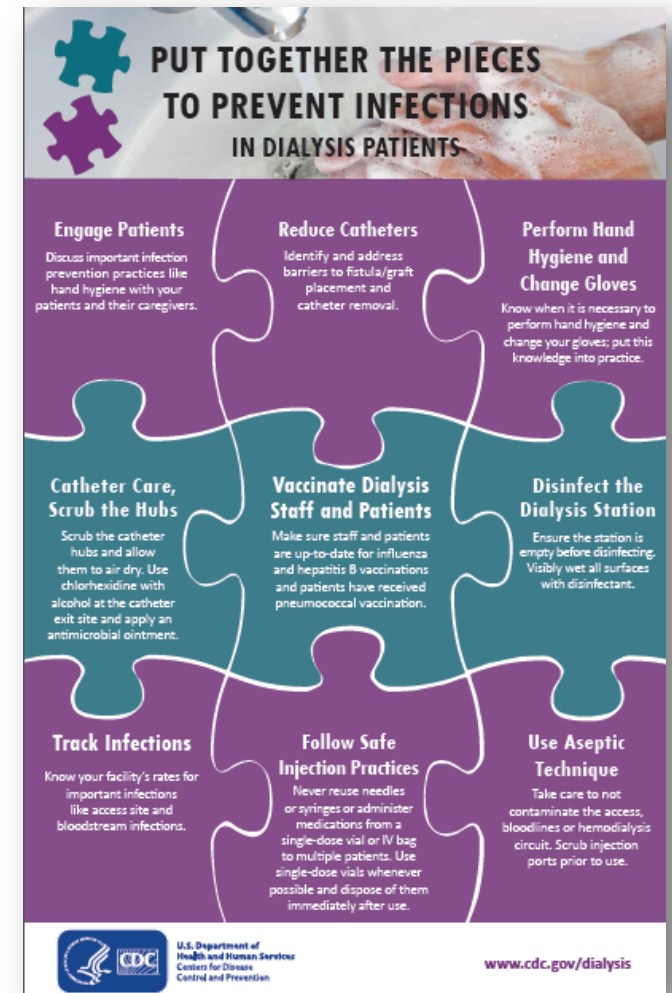 PUT TOGETHER THE PIECES
TO PREVENT INFECTIONS
IN DIALYSIS PATIENTS
Engage Patients
Discuss important infection
prevention practices like
hand hygiene with your
patients and their caregivers.
Reduce Catheters
Identify and address
barriers to fistula/graft
placement and
catheter removal.
Perform Hand
Hygiene and
Change Gloves
Know when it is necessary to
perform hand hygiene and
change your gloves; put this
knowledge into practice.
Catheter Care,
Scrub the Hubs
Scrub the catheter
hubs and allow
them to air dry. Use
chlorhexidine with
alcohol at the catheter
exit site and apply an
antimicrobial ointment.
Vaccinate Dialysis
Staff and Patients
Make sure staff and patients
are up-to-date for influenza
and hepatitis B vaccinations
and patients have received
pneumococcal vaccination.
Disinfect the
Dialysis Station
Ensure the station is
empty before disinfecting.
Visibly wet all surfaces
with disinfectant.
Track Infections
Know your facility's rates for
important infections
like access site and
bloodstream infections.
Follow Safe
Injection Practices
Never reuse needles
or syringes or administer
medications from a
single-dose vial or IV bag
to multiple patients. Use
single-dose vials whenever
possible and dispose of them
immediately after use.
Use Aseptic
Technique
Take care to not
contaminate the access,
bloodlines or hemodialysis
circuit. Scrub injection
ports prior to use.
CDC
U.S. Department of
Health and Human Services
Centers for Disease
Control and Prevention
www.cdc.gov/dialysis